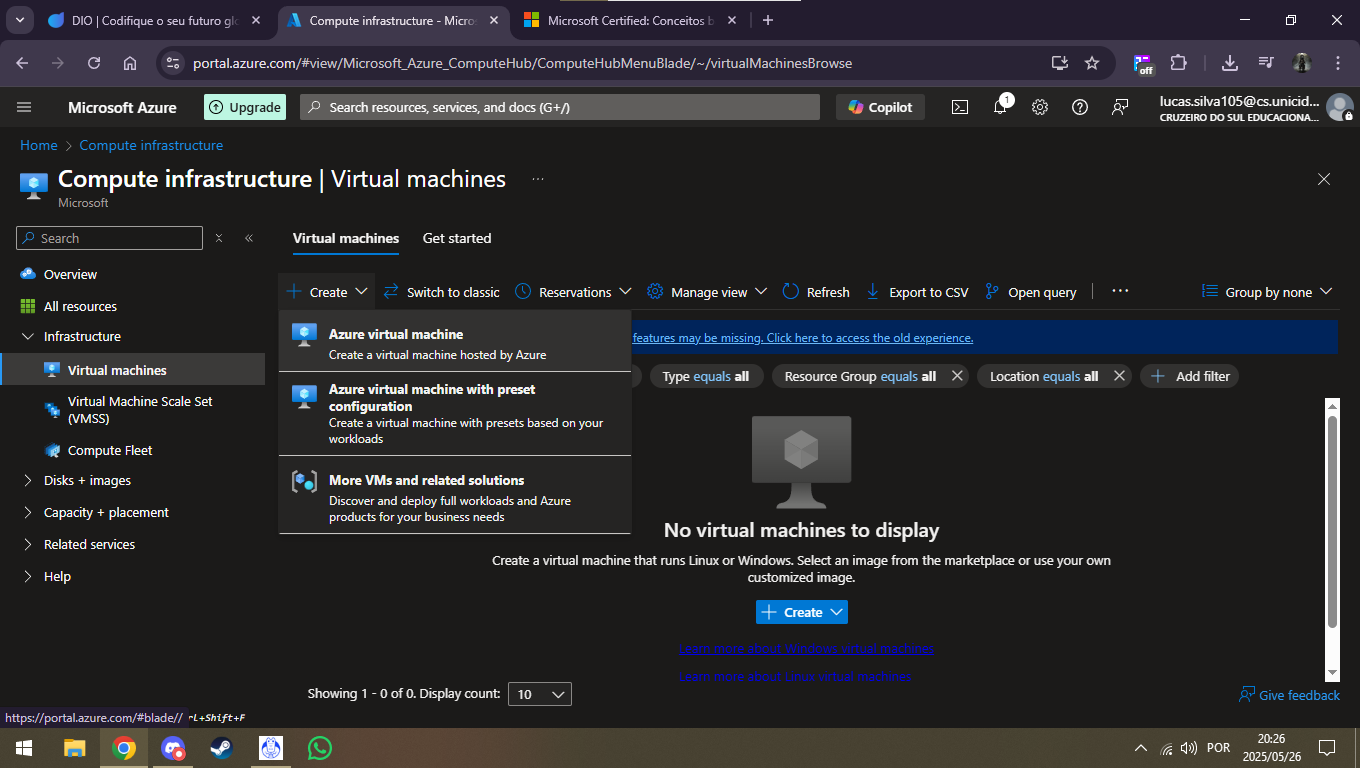 DIO | Codifique o seu futuro glo
Compute infrastructure - Micros
Microsoft Certified: Conceitos b
portal.azure.com/#view/Microsoft_Azure_ComputeHub/ComputeHubMenuBlade/~/virtualMachinesBrowse
off
Microsoft Azure
Upgrade
Search resources, services, and docs (G+/)
Copilot
1
lucas.silva105@cs.unicid...
CRUZEIRO DO SUL EDUCACIONA...
Home > Compute infrastructure
Compute infrastructure | Virtual machines ...
Microsoft
Search
Overview
All resources
Infrastructure
Virtual machines
Virtual Machine Scale Set
(VMSS)
Compute Fleet
Disks + images
Capacity + placement
Related services
Help
Virtual machines
Get started
Create
Switch to classic
Reservations
Manage view
Refresh
Export to CSV
Open query
...
Group by none
features may be missing. Click here to access the old experience.
Azure virtual machine
Create a virtual machine hosted by Azure
Azure virtual machine with preset
configuration
Create a virtual machine with presets based on your
workloads
More VMs and related solutions
Discover and deploy full workloads and Azure
products for your business needs
Type equals all
Resource Group equals all
Location equals all
Add filter
No virtual machines to display
Create a virtual machine that runs Linux or Windows. Select an image from the marketplace or use your own
customized image.
Create
Learn more about Windows virtual machines
Learn more about Linux virtual machines
Showing 1 - 0 of 0. Display count: 10
Give feedback
https://portal.azure.com/#blade// rl+Shift+F
POR
20:26
2025/05/26